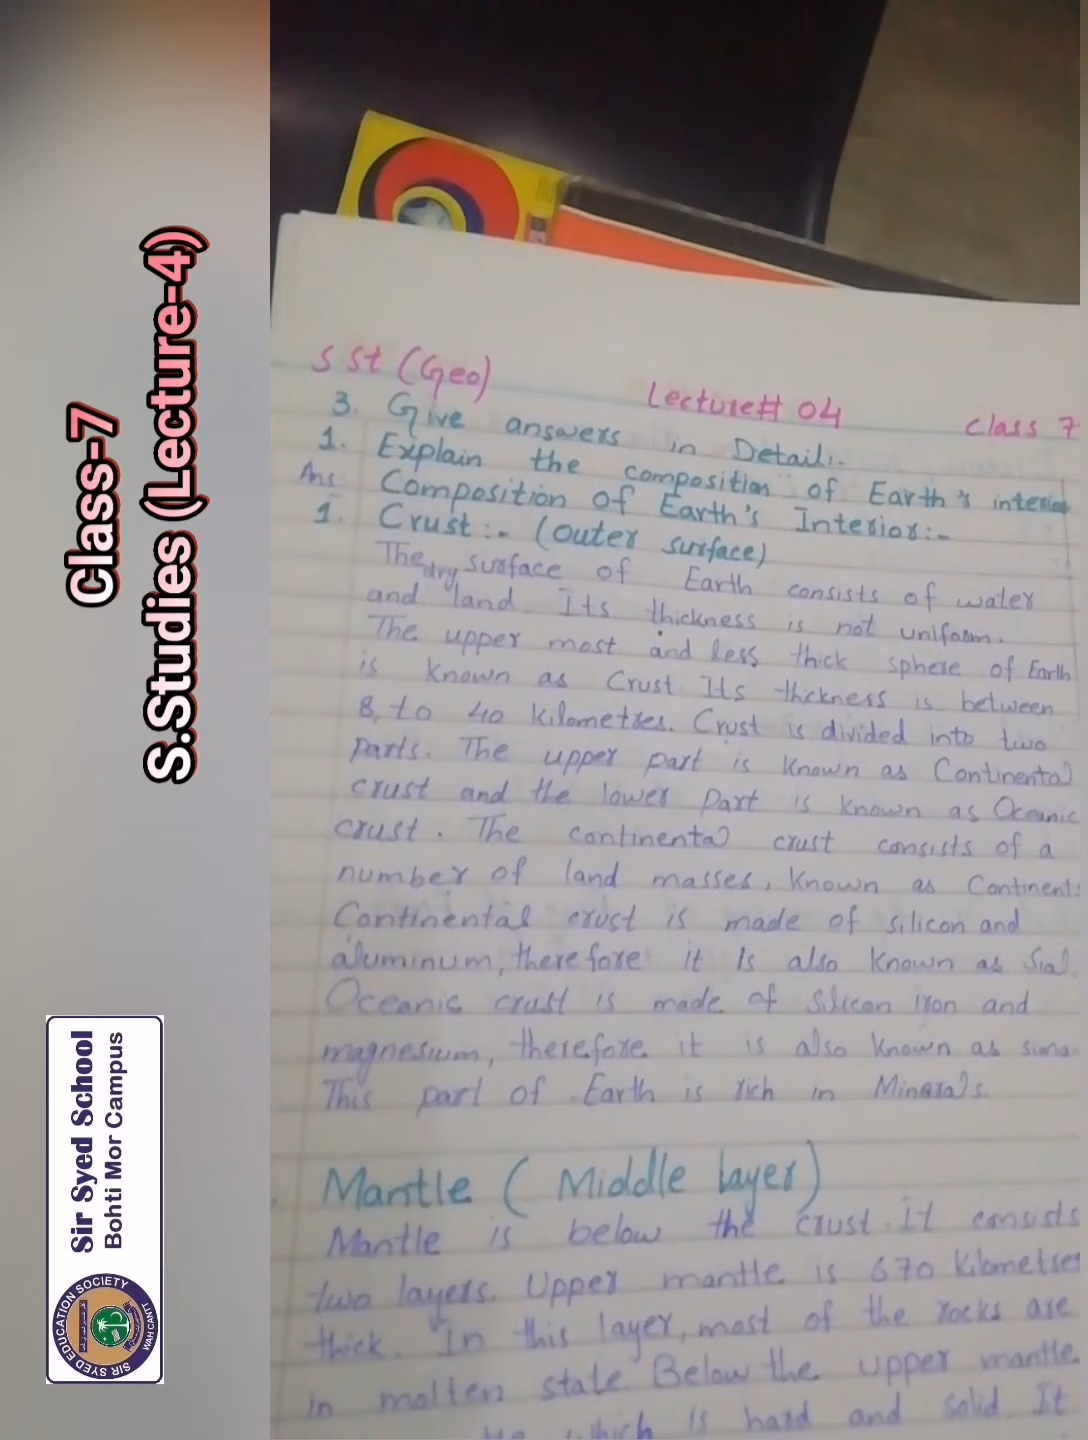 Class-7
S.Studies (Lecture-4)
Sir Syed School
Bohti Mor Campus
SIR SYED EDUCATION SOCIETY
WAH CANTT
S.St (Geo) Lecture# 04 Class 7
3. Give answers in Detail:-
1. Explain the composition of Earth's interior
Ans Composition of Earth's Interior:-
1. Crust:- (outer surface)
The dry surface of Earth consists of water
and land. Its thickness is not uniform.
The upper most and less thick sphere of Earth
is known as Crust. Its thickness is between
8, to 40 kilometres. Crust is divided into two
parts. The upper part is known as Continental
crust and the lower part is known as Oceanic
crust. The continental crust consists of a
number of land masses, known as Continent:
Continental crust is made of silicon and
aluminum, therefore it Is also known as Sial.
Oceanic crust is made of Silicon iron and
magnesium, therefore it is also known as sima.
This part of Earth is rich in Minerals.
Mantle ( Middle layer)
Mantle is below the crust. It consists
two layers. Upper mantle is 670 kilometres
thick. In this layer, most of the rocks are
in molten state. Below the upper mantle
which is hard and solid. It